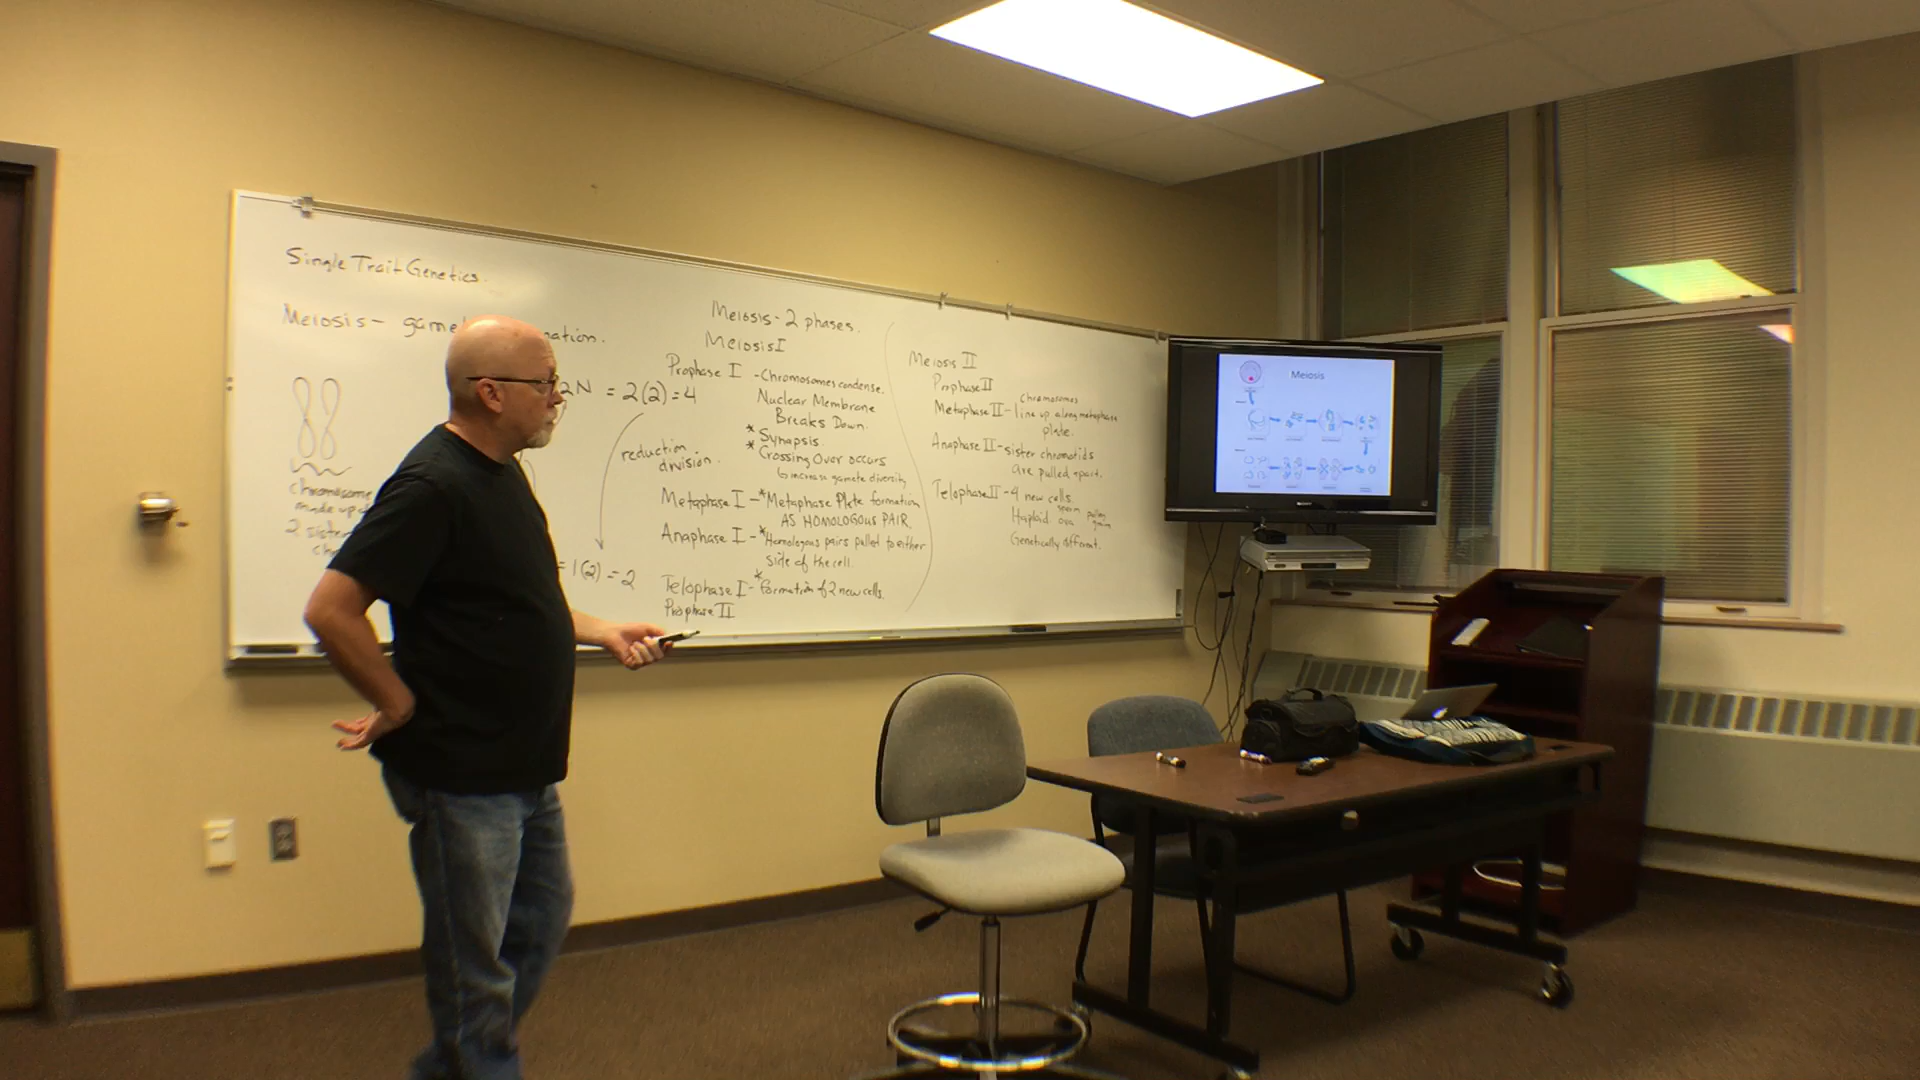 Single Trait Genetics.
Meiosis - game
nation.
2N = 2(2)=4
reduction
division.
= 1(2) = 2
chromosome
made up
2 sister
ch
Meiosis - 2 phases.
Meiosis I
Prophase I - Chromosomes condense.
Nuclear Membrane
Breaks Down.
* Synapsis.
* Crossing Over occurs
to increase gamete diversity
Metaphase I - * Metaphase Plate formation
AS HOMOLOGOUS PAIR
Anaphase I - * Homologous pairs pulled to either
side of the cell.
Telophase I - * formation of 2 new cells.
Prophase II
Meiosis II
Prophase II
chromosomes
Metaphase II - line up along metaphase
plate.
Anaphase II - sister chromatids
are pulled apart.
Telophase II - 4 new cells.
sperm pollen
Haploid ova grain
Genetically different.
Meiosis